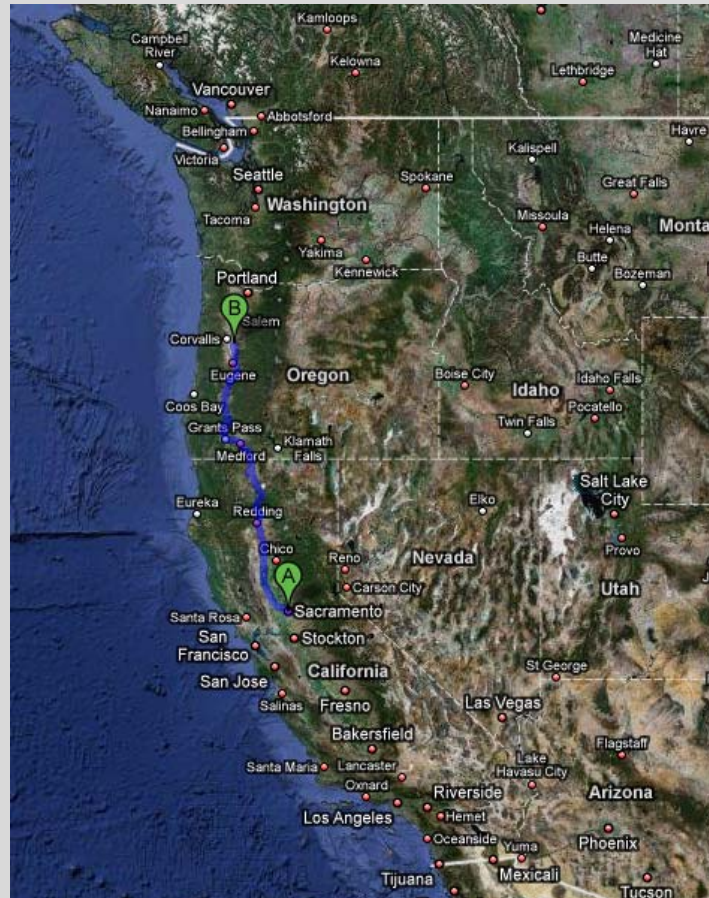 Kamloops
Campbell
River
Medicine
Hat
Kelowna
Lethbridge
Vancouver
Nanaimo
Abbotsford
Bellingham
Havre
Victoria
Kalispell
Seattle
Spokane
Great Falls
Washington
Tacoma
Missoula
Helena
Monta
Yakima
Butte
Kennewick
Bozeman
Portland
B
Salem
Corvallis
Eugene
Oregon
Boise City
Idaho
Idaho Falls
Coos Bay
Pocatello
Twin Falls
Grants Pass
Medford
Klamath
Falls
Salt Lake
City
Eureka
Elko
Redding
Provo
Chico
Reno
Nevada
A
Carson City
Utah
Sacramento
Santa Rosa
Stockton
San
Francisco
California
St George
San Jose
Salinas
Fresno
Las Vegas
Bakersfield
Flagstaff
Santa Maria
Lancaster
Lake
Havasu City
Oxnard
Riverside
Arizona
Los Angeles
Hemet
Oceanside
Phoenix
Yuma
Tijuana
Mexicali
Tucson